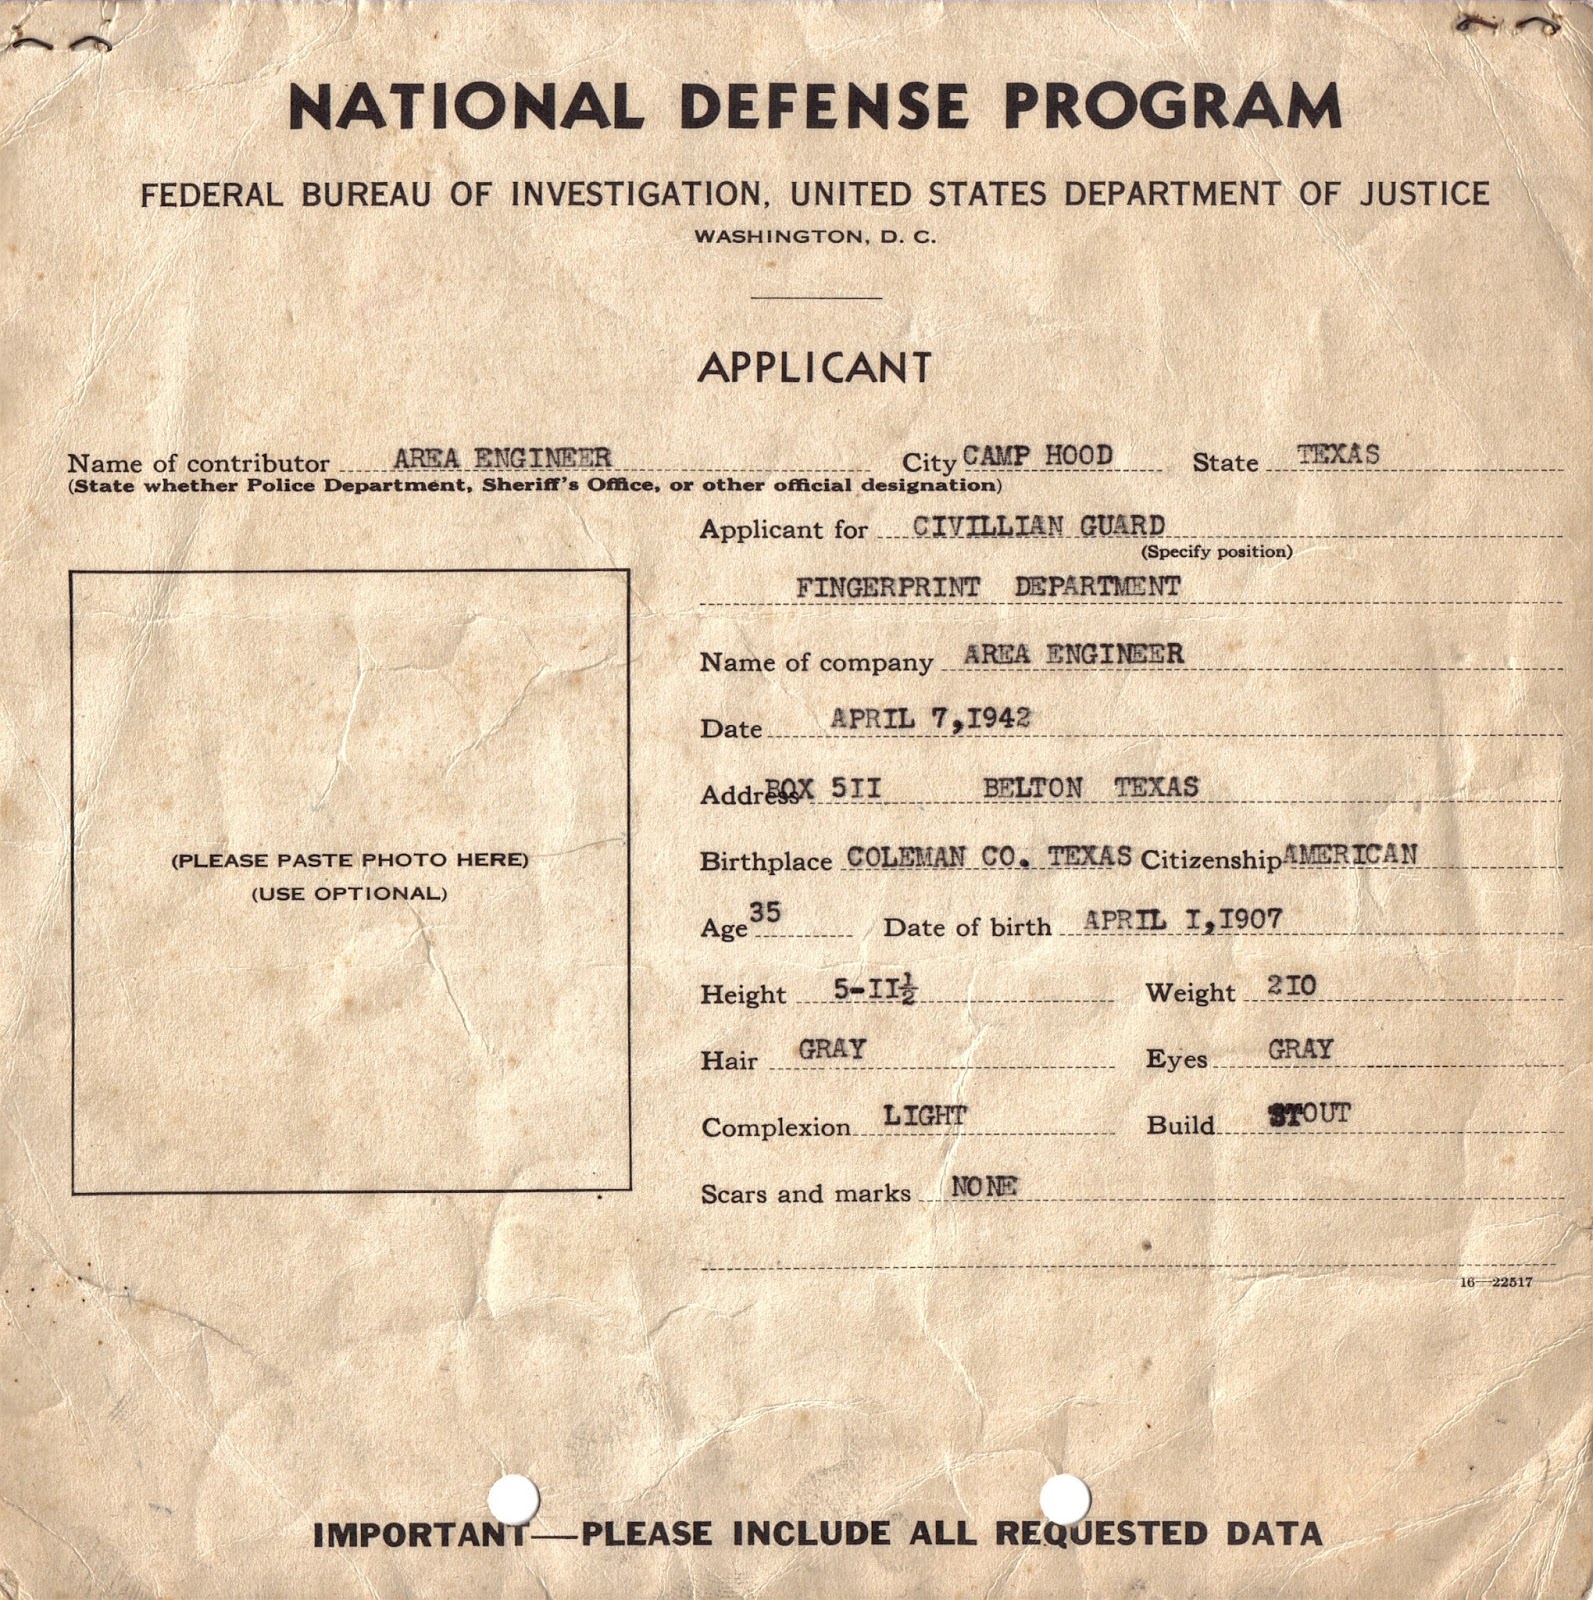 NATIONAL DEFENSE PROGRAM
FEDERAL BUREAU OF INVESTIGATION, UNITED STATES DEPARTMENT OF JUSTICE
WASHINGTON, D. C.
APPLICANT
Name of contributor AREA ENGINEER City CAMP HOOD State TEXAS
(State whether Police Department, Sheriff's Office, or other official designation)
Applicant for CIVILLIAN GUARD
(Specify position)
FINGERPRINT DEPARTMENT
Name of company AREA ENGINEER
Date APRIL 7,I942
Address BOX 5II BELTON TEXAS
(PLEASE PASTE PHOTO HERE)
(USE OPTIONAL)
Birthplace COLEMAN CO. TEXAS Citizenship AMERICAN
Age 35 Date of birth APRIL I,I907
Height 5-II½ Weight 2I0
Hair GRAY Eyes GRAY
Complexion LIGHT Build STOUT
Scars and marks NONE
16—22517
IMPORTANT—PLEASE INCLUDE ALL REQUESTED DATA